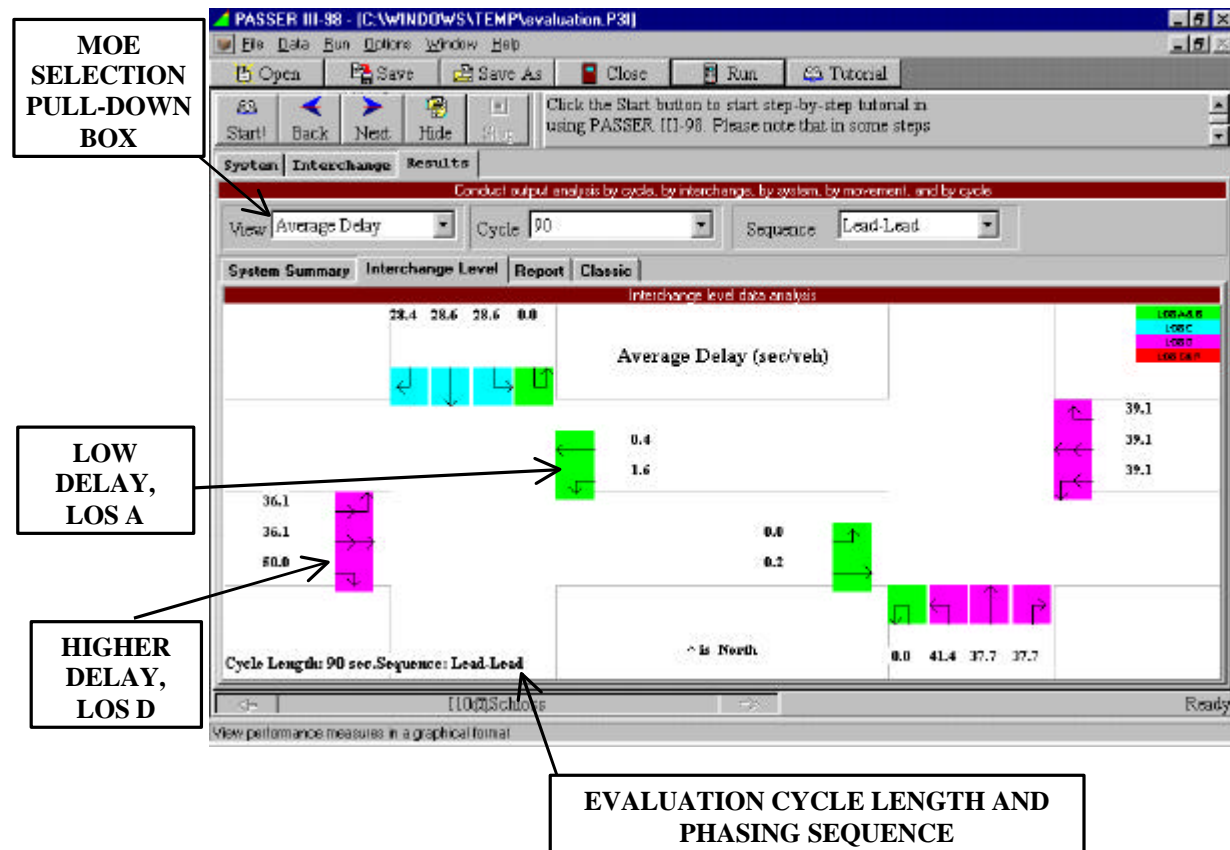 PASSER III-98 - [C:\WINDOWS\TEMP\evaluation.P3I]
File Data Run Options Window Help
Open Save Save As Close Run Tutorial
Start! Back Next Hide Stop
Click the Start button to start step-by-step tutorial in
using PASSER III-98. Please note that in some steps
System Interchange Results
Conduct output analysis by cycle, by interchange, by system, by movement, and by cycle
View Average Delay Cycle 90 Sequence Lead-Lead
System Summary Interchange Level Report Classic
Interchange level data analysis
28.4 28.6 28.6 0.0
Average Delay (sec/veh)
LOS A&B
LOS C
LOS D
39.1
39.1
39.1
0.4
1.6
36.1
36.1
50.0
0.0
0.2
0.0 41.4 37.7 37.7
^ is North
Cycle Length: 90 sec.Sequence: Lead-Lead
Ready
View performance measures in a graphical format
MOE
SELECTION
PULL-DOWN
BOX
LOW
DELAY,
LOS A
HIGHER
DELAY,
LOS D
EVALUATION CYCLE LENGTH AND
PHASING SEQUENCE